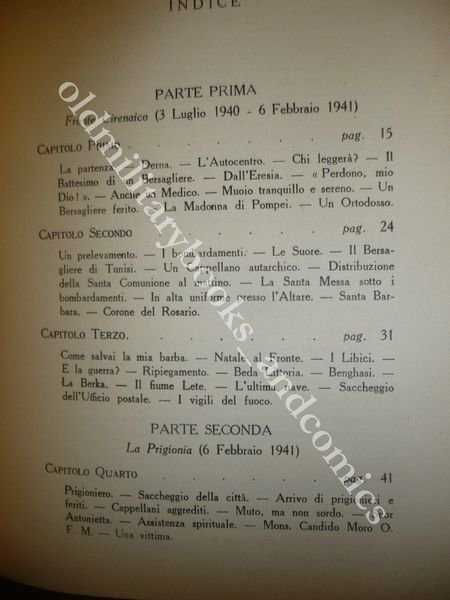 INDICE
PARTE PRIMA
Fronte Cirenaico (3 Luglio 1940 - 6 Febbraio 1941)
CAPITOLO PRIMO . . . . . . pag. 15
La partenza. — Derna. — L'Autocentro. — Chi leggerà? — Il
Battesimo di un Bersagliere. — Dall'Eresia. — « Perdono, mio
Dio! ». — Anche un Medico. — Muoio tranquillo e sereno. — Un
Bersagliere ferito. — La Madonna di Pompei. — Un Ortodosso.
CAPITOLO SECONDO . . . . . . pag. 24
Un prelevamento. — I bombardamenti. — Le Suore. — Il Bersa-
gliere di Tunisi. — Un Cappellano autarchico. — Distribuzione
della Santa Comunione al mattino. — La Santa Messa sotto i
bombardamenti. — In alta uniforme presso l'Altare. — Santa Bar-
bara. — Corone del Rosario.
CAPITOLO TERZO. . . . . . . pag. 31
Come salvai la mia barba. — Natale al Fronte. — I Libici. —
E la guerra? — Ripiegamento. — Beda Littoria. — Benghasi. —
La Berka. — Il fiume Lete. — L'ultima nave. — Saccheggio
dell'Ufficio postale. — I vigili del fuoco.
PARTE SECONDA
La Prigionia (6 Febbraio 1941)
CAPITOLO QUARTO . . . . . . pag. 41
Prigioniero. — Saccheggio della città. — Arrivo di prigionieri e
feriti. — Cappellani aggrediti. — Muto, ma non sordo. — Suor
Antonietta. — Assistenza spirituale. — Mons. Candido Moro O.
F. M. — Una vittima.
oldmilitarybooks_andcomics